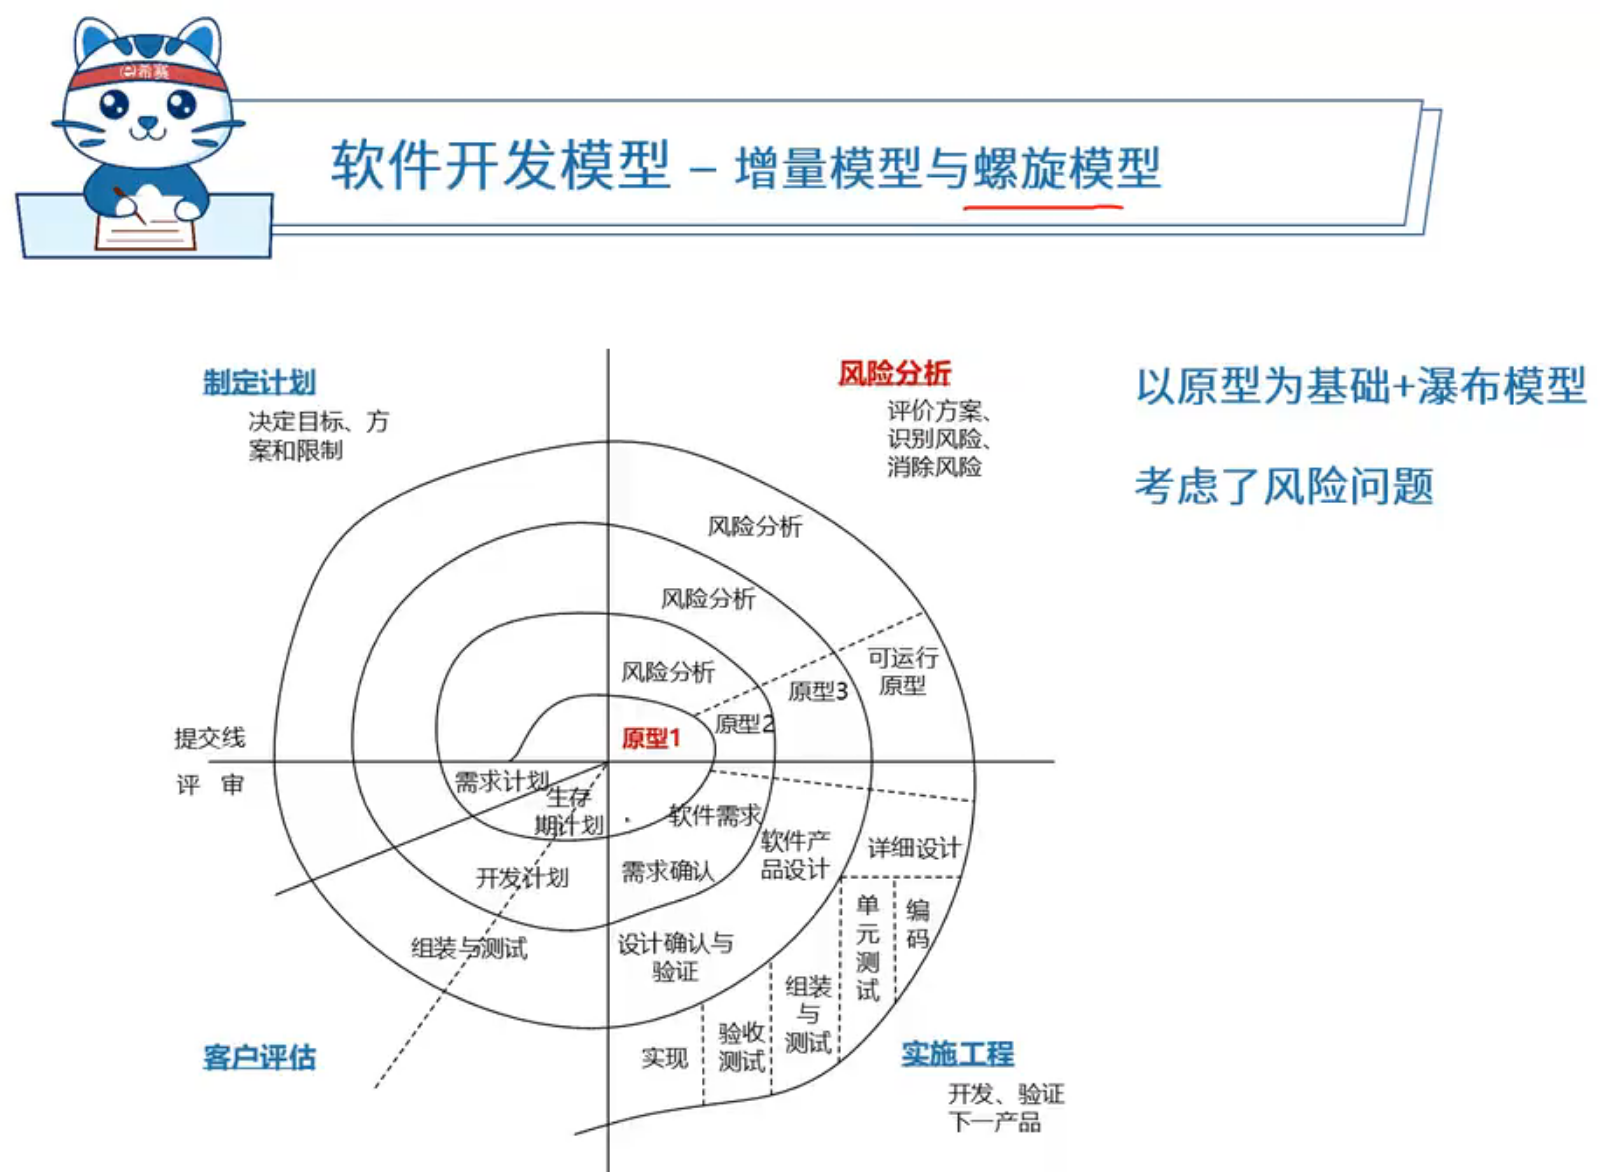 希赛
软件开发模型 – 增量模型与螺旋模型
制定计划
决定目标、方
案和限制
风险分析
评价方案、
识别风险、
消除风险
以原型为基础+瀑布模型
考虑了风险问题
风险分析
风险分析
风险分析
可运行
原型
原型3
原型2
原型1
提交线
评 审
需求计划
生存
期计划
软件需求
软件产
品设计
详细设计
开发计划
需求确认
单
元
测
试
编
码
组装与测试
设计确认与
验证
组装
与
测试
验收
测试
实现
客户评估
实施工程
开发、验证
下一产品